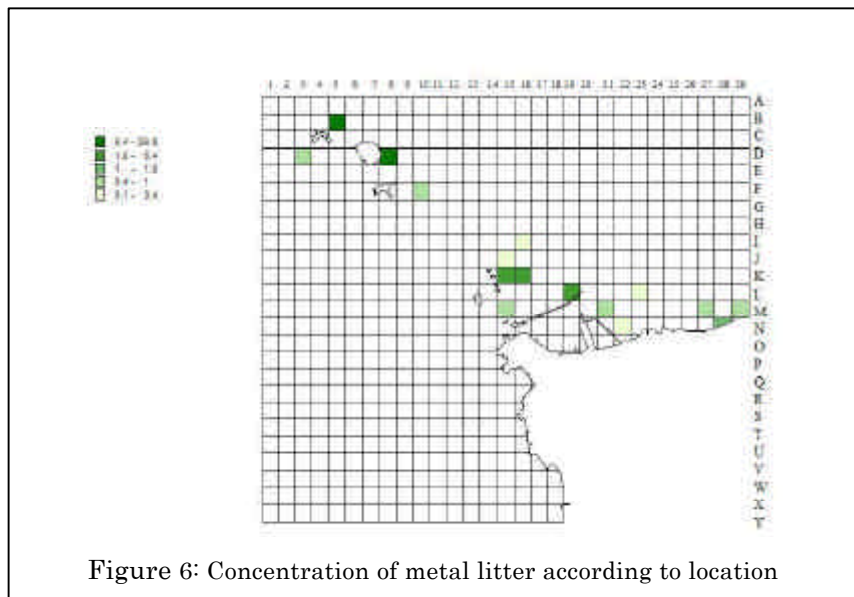 1 2 3 4 5 6 7 8 9 10 11 12 13 14 15 16 17 18 19 20 21 22 23 24 25 26 27 28 29
A
B
C
D
E
F
G
H
I
J
K
L
M
N
O
P
Q
R
S
T
U
V
W
X
Y
Figure 6: Concentration of metal litter according to location